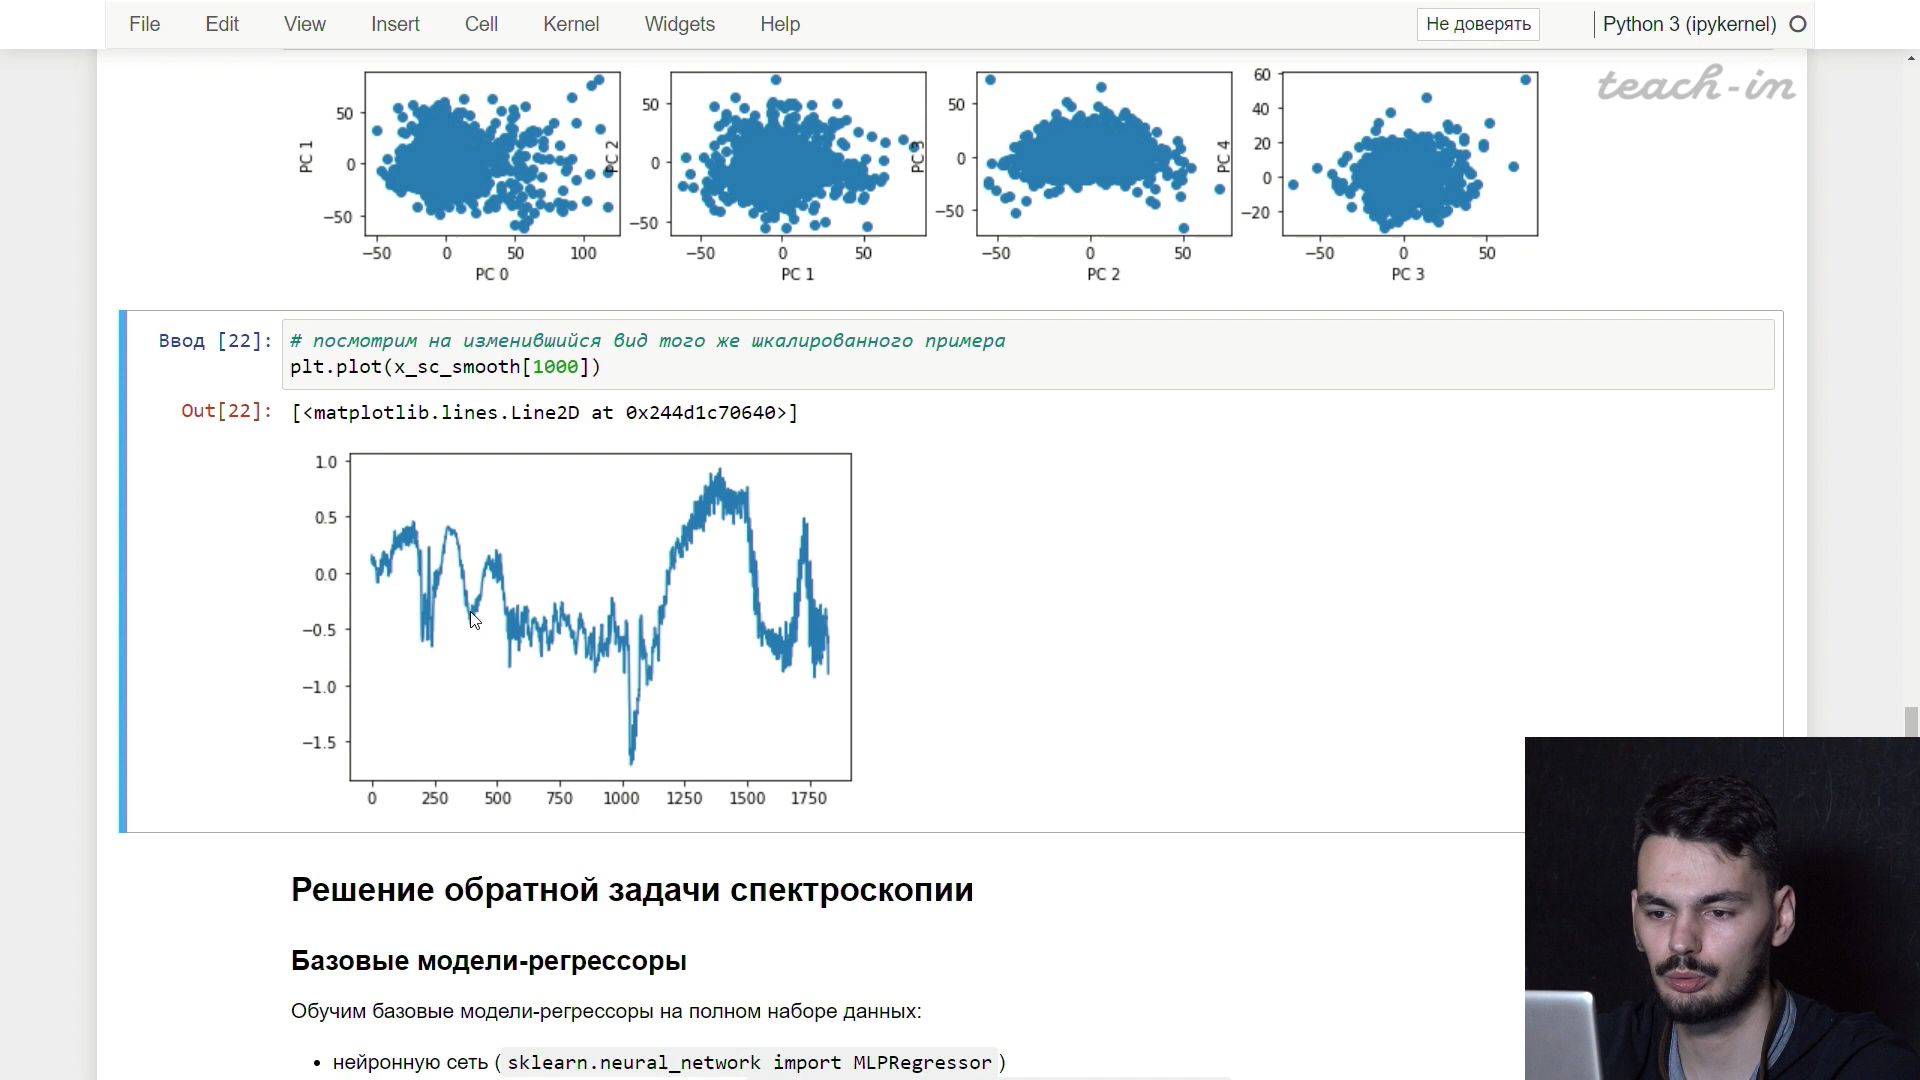 File Edit View Insert Cell Kernel Widgets Help Не доверять Python 3 (ipykernel)
teach-in
PC 1 50 0 −50
−50 0 50 100
PC 0
PC 2 50 0 −50
−50 0 50
PC 1
PC 3 50 0 −50
−50 0 50
PC 2
PC 4 60 40 20 0 −20
−50 0 50
PC 3
Ввод [22]: # посмотрим на изменившийся вид того же шкалированного примера
plt.plot(x_sc_smooth[1000])
Out[22]: [<matplotlib.lines.Line2D at 0x244d1c70640>]
1.0
0.5
0.0
−0.5
−1.0
−1.5
0 250 500 750 1000 1250 1500 1750
Решение обратной задачи спектроскопии
Базовые модели-регрессоры
Обучим базовые модели-регрессоры на полном наборе данных:
• нейронную сеть ( sklearn.neural_network import MLPRegressor )